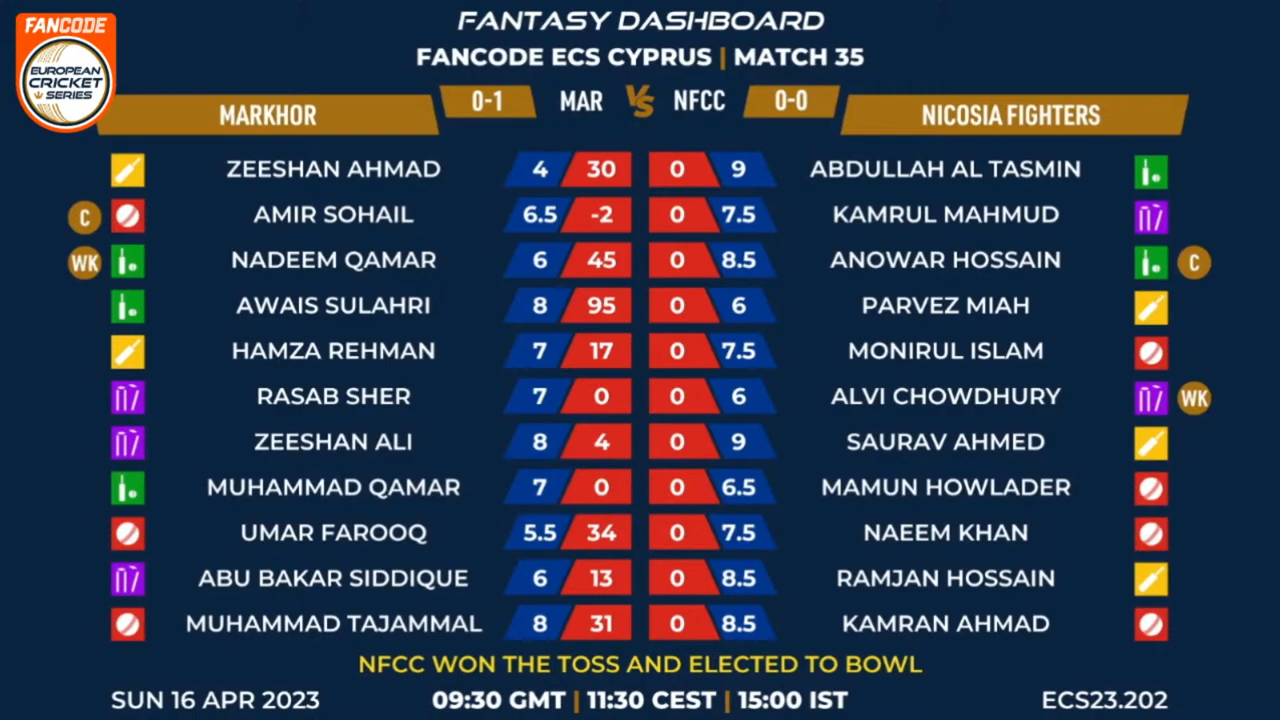 FANCODE
EUROPEAN
CRICKET
SERIES
FANTASY DASHBOARD
FANCODE ECS CYPRUS | MATCH 35
MARKHOR 0-1 MAR VS NFCC 0-0 NICOSIA FIGHTERS
ZEESHAN AHMAD 4 30 0 9 ABDULLAH AL TASMIN
C AMIR SOHAIL 6.5 -2 0 7.5 KAMRUL MAHMUD
WK NADEEM QAMAR 6 45 0 8.5 ANOWAR HOSSAIN C
AWAIS SULAHRI 8 95 0 6 PARVEZ MIAH
HAMZA REHMAN 7 17 0 7.5 MONIRUL ISLAM
RASAB SHER 7 0 0 6 ALVI CHOWDHURY WK
ZEESHAN ALI 8 4 0 9 SAURAV AHMED
MUHAMMAD QAMAR 7 0 0 6.5 MAMUN HOWLADER
UMAR FAROOQ 5.5 34 0 7.5 NAEEM KHAN
ABU BAKAR SIDDIQUE 6 13 0 8.5 RAMJAN HOSSAIN
MUHAMMAD TAJAMMAL 8 31 0 8.5 KAMRAN AHMAD
NFCC WON THE TOSS AND ELECTED TO BOWL
SUN 16 APR 2023 09:30 GMT | 11:30 CEST | 15:00 IST ECS23.202